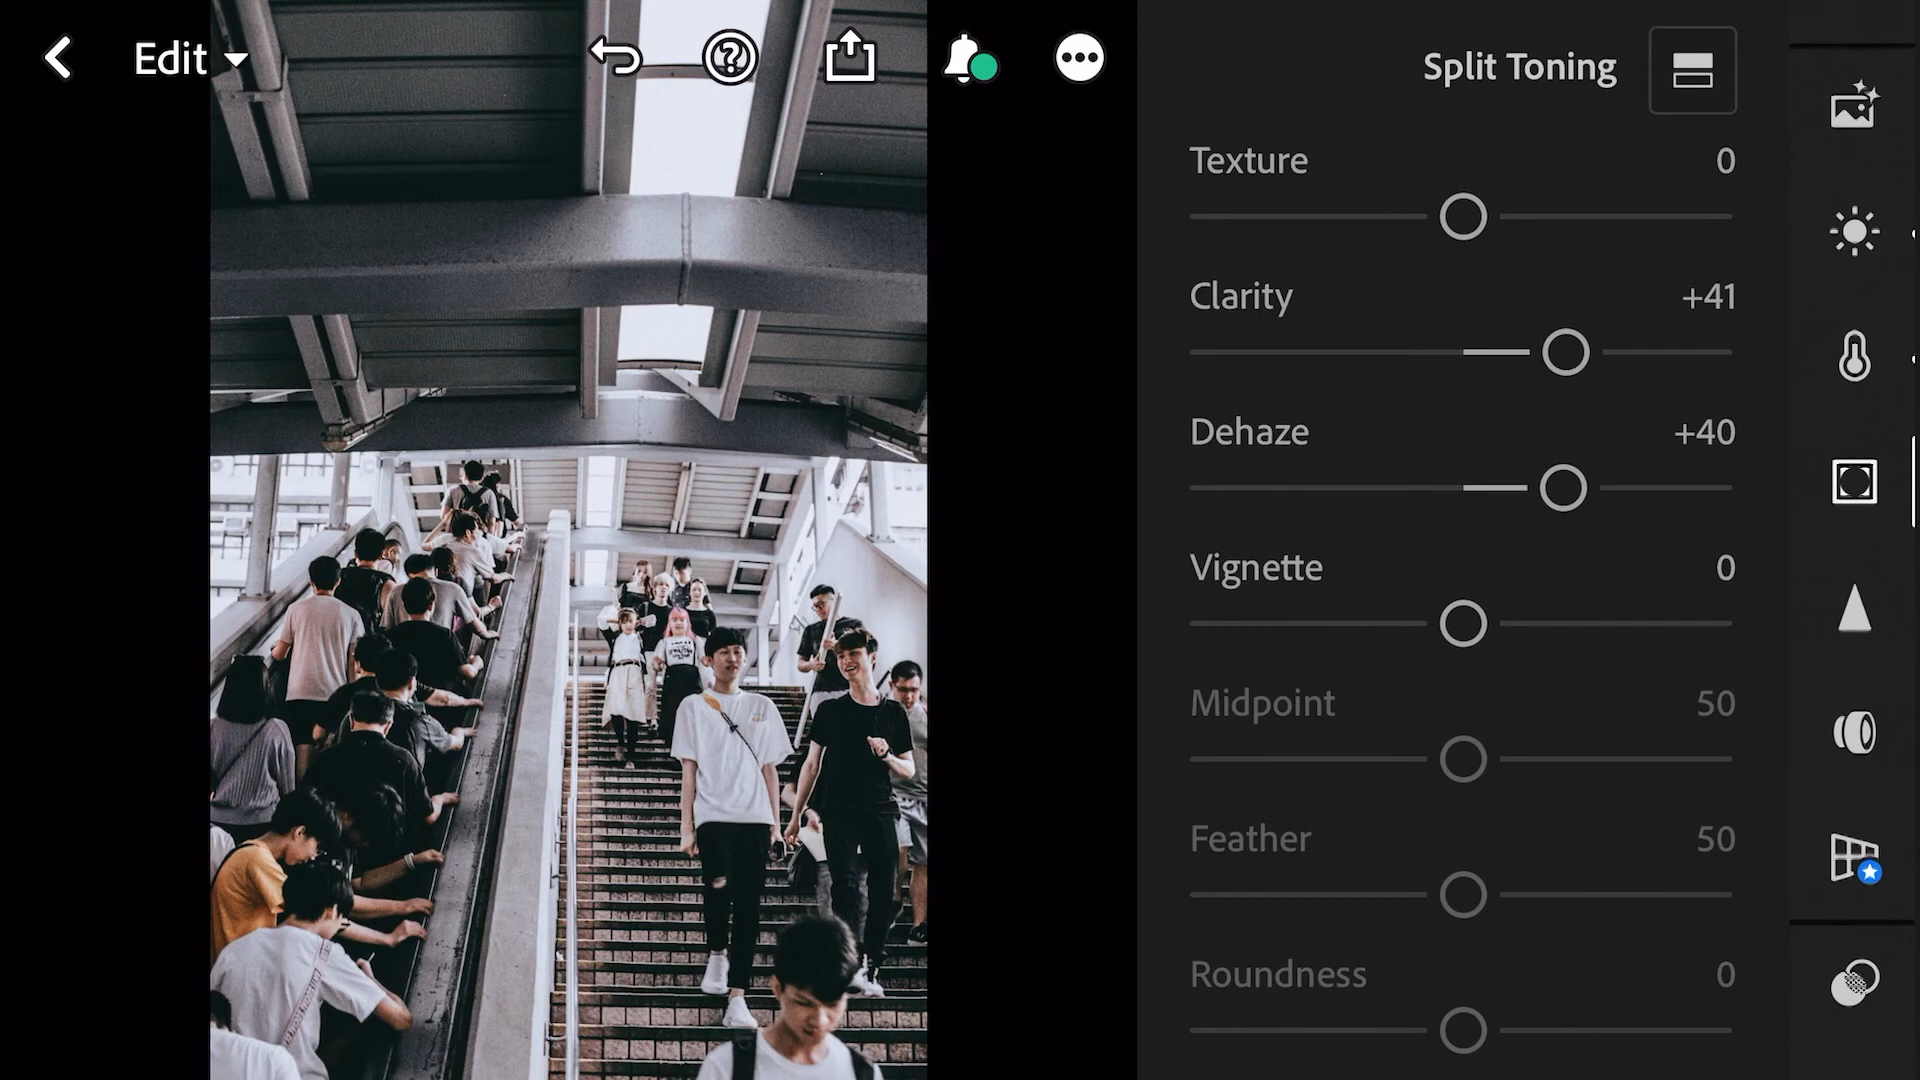 Edit
Split Toning
Texture 0
Clarity +41
Dehaze +40
Vignette 0
Midpoint 50
Feather 50
Roundness 0